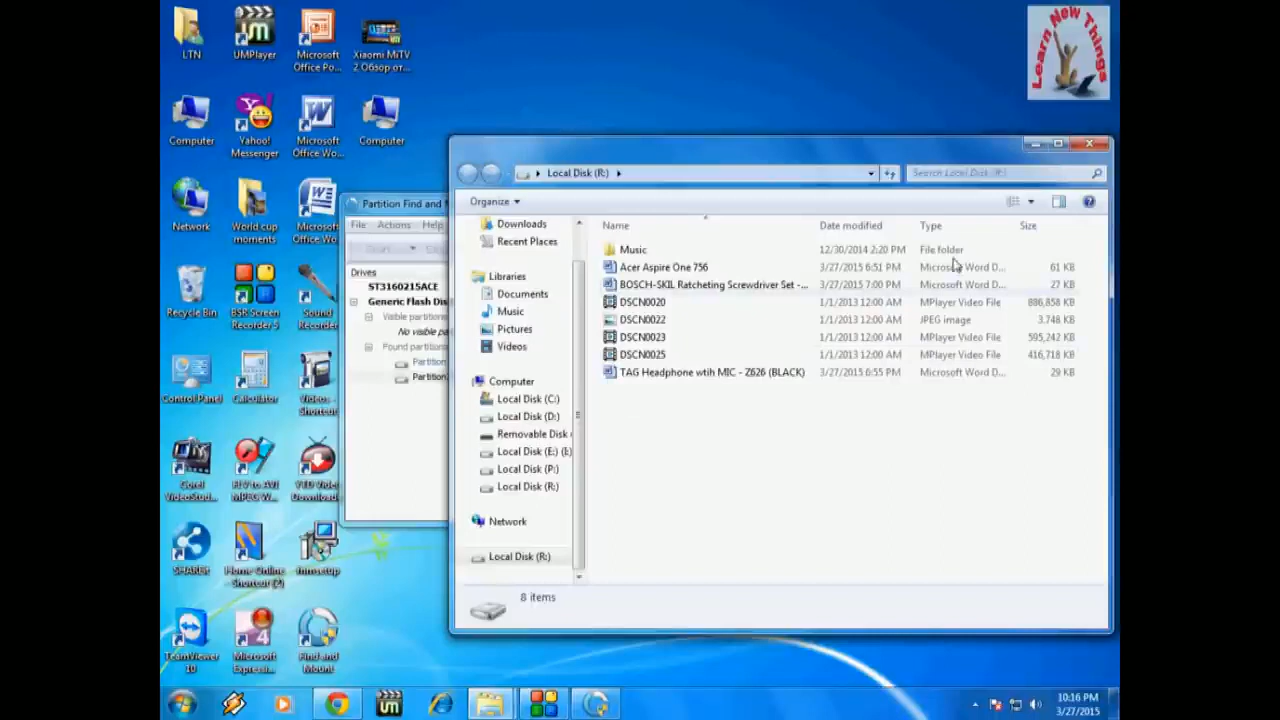 LTN
UMPlayer
Microsoft
Office Po...
Xiaomi MiTV
2 Обзор от...
Learn New Things
Computer
Yahoo!
Messenger
Microsoft
Office Wo...
Computer
Network
World cup
moments
Microsoft
Office Wo
Recycle Bin
BSR Screen
Recorder 5
Sound
Recorder
Control Panel
Calculator
Videos -
Shortcut
Corel
VideoStud...
FLV to AVI
MPEG W...
VTD Video
Download
SHAREit
Home Online
- Shortcut (2)
TeamViewer
10
Microsoft
Expressi...
Find and
Mount
Partition Find and M
File Actions Help
Drives
ST3160215ACE
Generic Flash Dis
Visible partition
No visible pa
Found partition
Partition
Partition
Local Disk (R:)
Search Local Disk (R:)
Organize
Downloads
Recent Places
Libraries
Documents
Music
Pictures
Videos
Computer
Local Disk (C:)
Local Disk (D:)
Removable Disk (
Local Disk (E:) (E
Local Disk (P:)
Local Disk (R:)
Network
Local Disk (R:)
Name Date modified Type Size
Music 12/30/2014 2:20 PM File folder
Acer Aspire One 756 3/27/2015 6:51 PM Microsoft Word D... 61 KB
BOSCH-SKIL Ratcheting Screwdriver Set -... 3/27/2015 7:00 PM Microsoft Word D... 27 KB
DSCN0020 1/1/2013 12:00 AM MPlayer Video File 886,858 KB
DSCN0022 1/1/2013 12:00 AM JPEG image 3,748 KB
DSCN0023 1/1/2013 12:00 AM MPlayer Video File 595,242 KB
DSCN0025 1/1/2013 12:00 AM MPlayer Video File 416,718 KB
TAG Headphone wtih MIC - Z626 (BLACK) 3/27/2015 6:55 PM Microsoft Word D... 29 KB
8 items
10:16 PM
3/27/2015